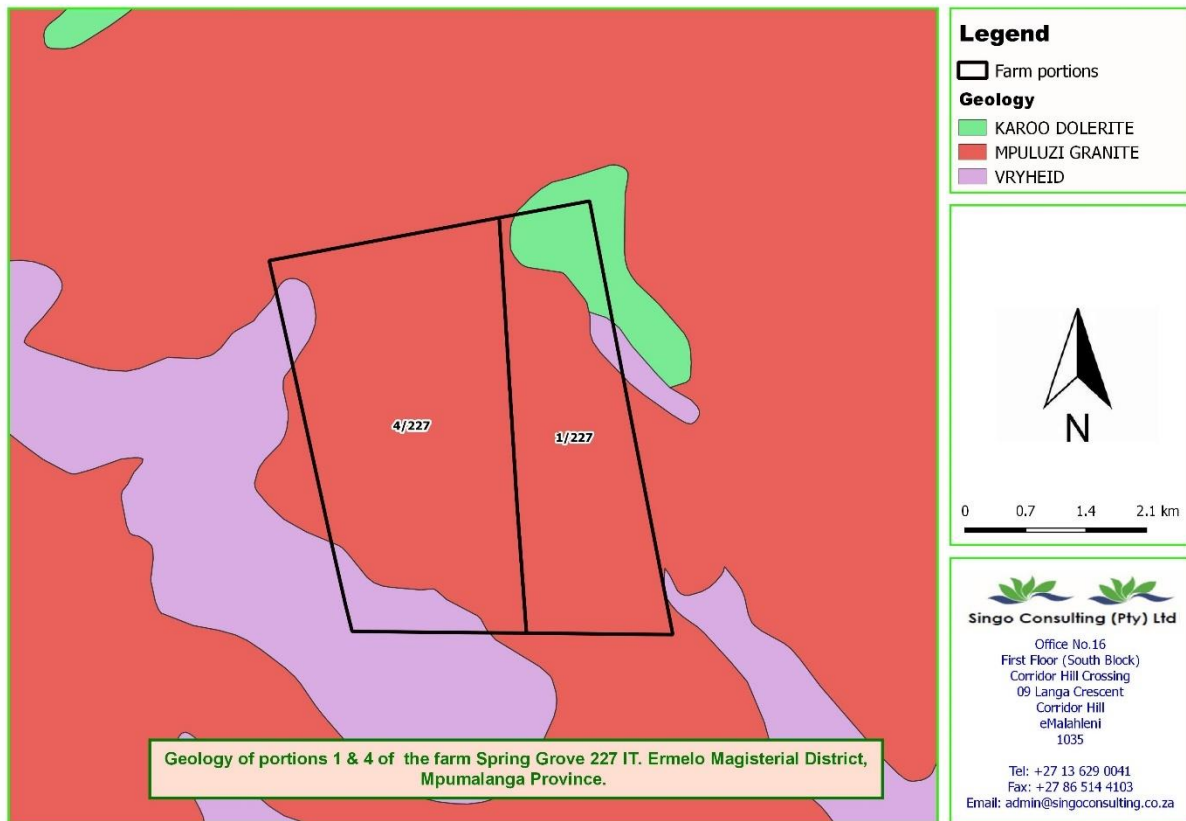 4/227
1/227
Geology of portions 1 & 4 of the farm Spring Grove 227 IT. Ermelo Magisterial District,
Mpumalanga Province.
Legend
Farm portions
Geology
KAROO DOLERITE
MPULUZI GRANITE
VRYHEID
N
0 0.7 1.4 2.1 km
Singo Consulting (Pty) Ltd
Office No.16
First Floor (South Block)
Corridor Hill Crossing
09 Langa Crescent
Corridor Hill
eMalahleni
1035
Tel: +27 13 629 0041
Fax: +27 86 514 4103
Email: admin@singoconsulting.co.za